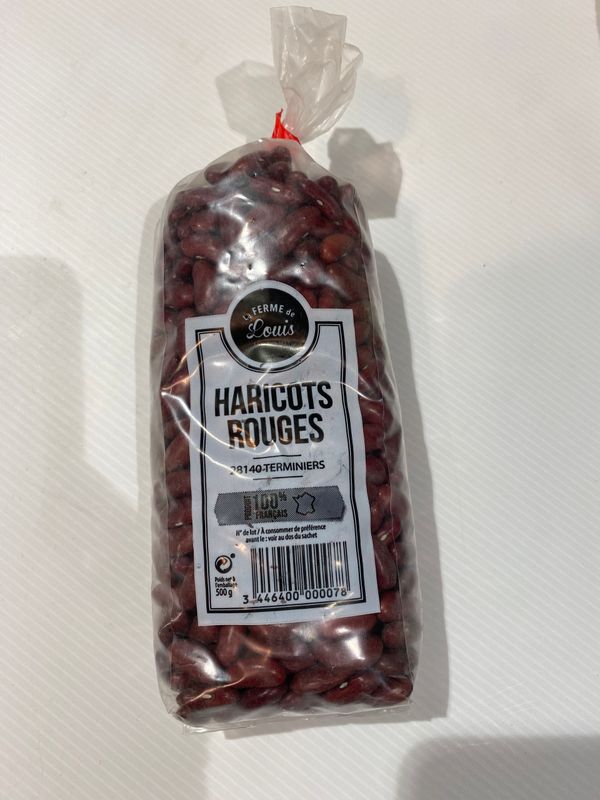 La FERME de
Louis
HARICOTS
ROUGES
28140 TERMINIERS
100%
FRANÇAIS
N° de lot / À consommer de préférence
avant le : voir au dos du sachet
Poids net à
l'emballage
500 g
3 446400 000078